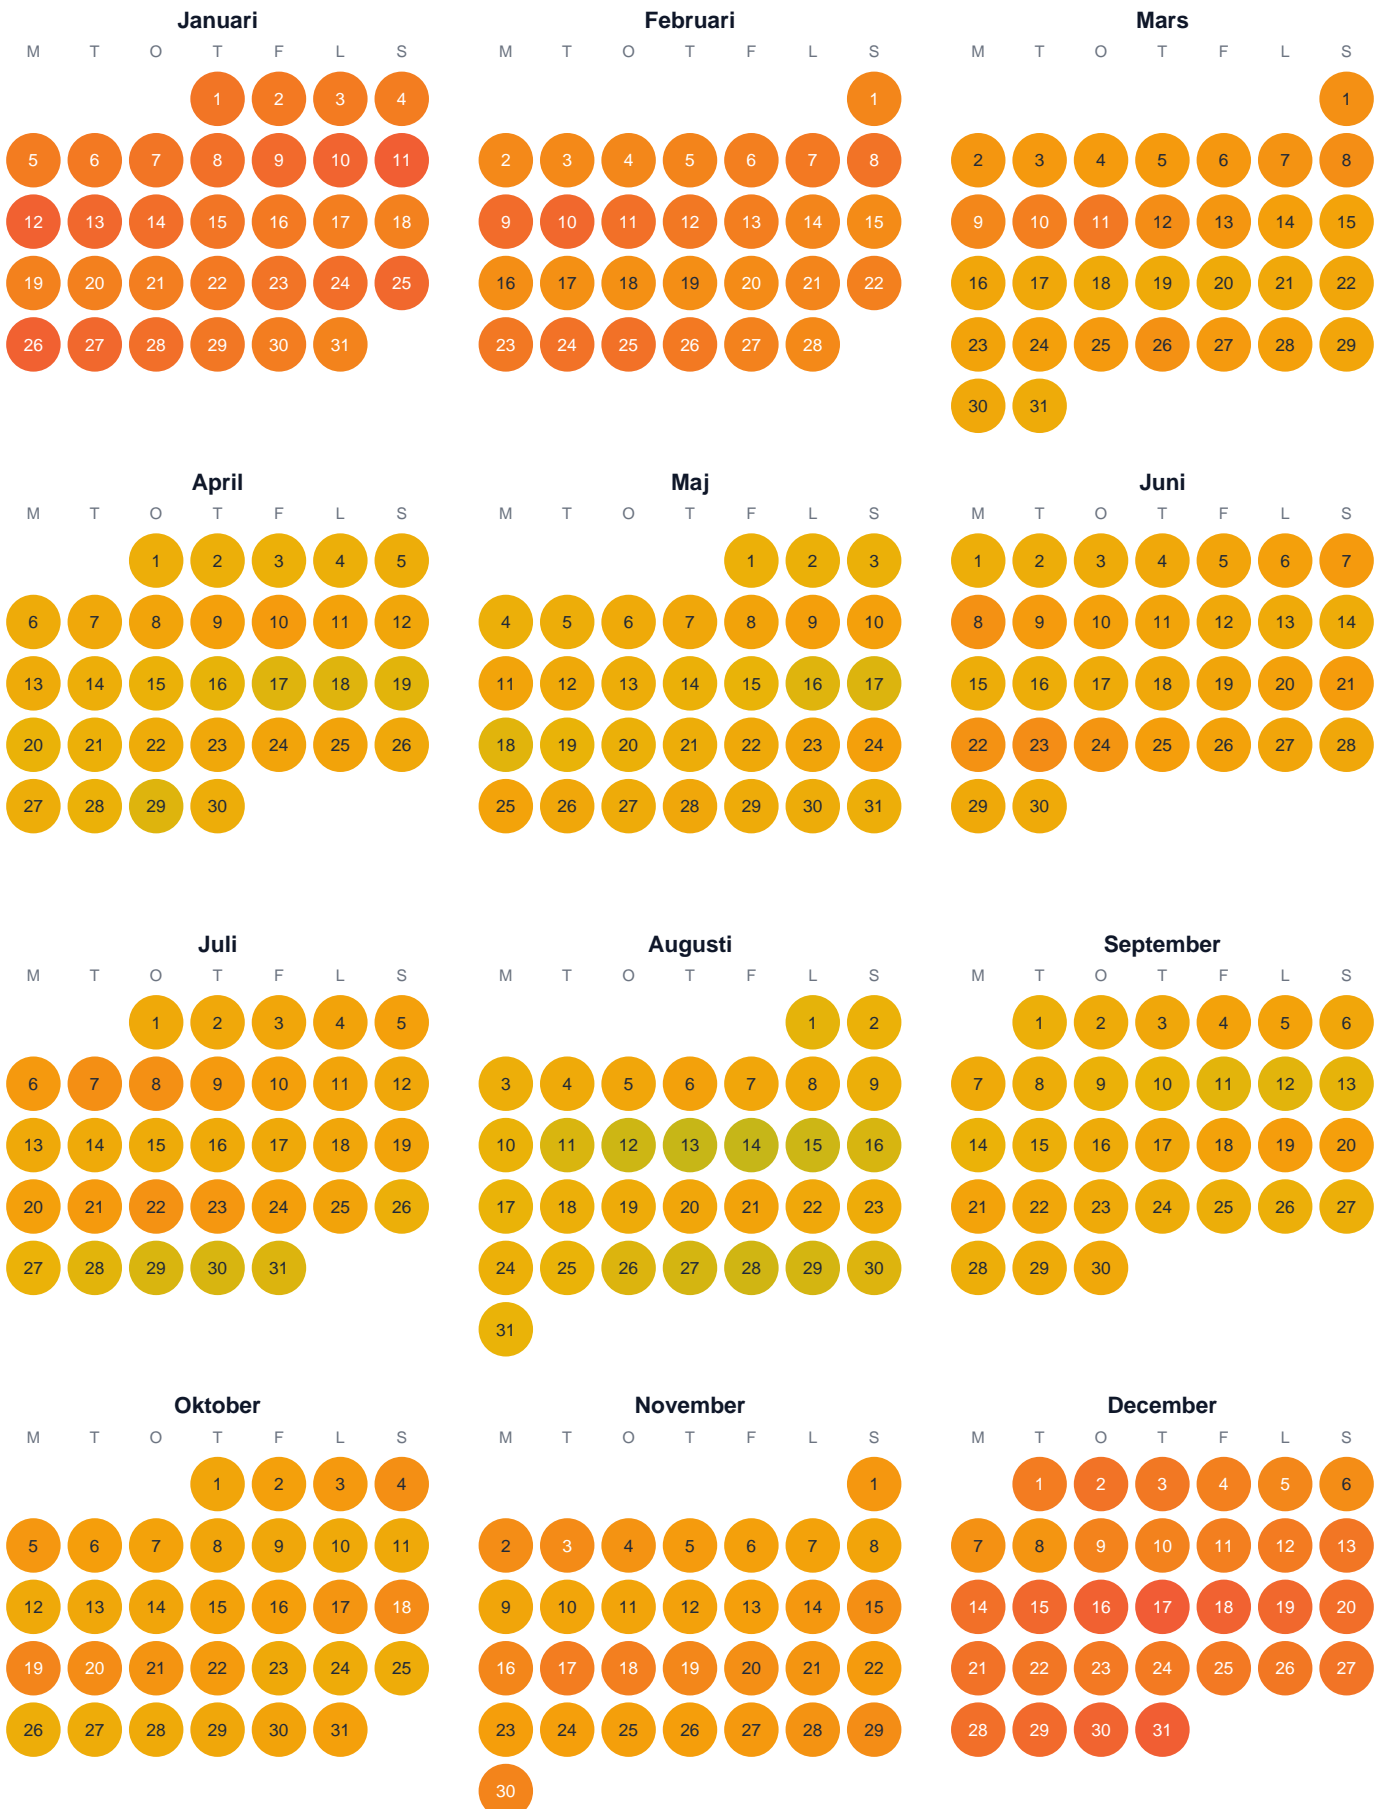 Januari Februari Mars
M T O T F L S M T O T F L S M T O T F L S
1 2 3 4 1 1
5 6 7 8 9 10 11 2 3 4 5 6 7 8 2 3 4 5 6 7 8
12 13 14 15 16 17 18 9 10 11 12 13 14 15 9 10 11 12 13 14 15
19 20 21 22 23 24 25 16 17 18 19 20 21 22 16 17 18 19 20 21 22
26 27 28 29 30 31 23 24 25 26 27 28 23 24 25 26 27 28 29
30 31
April Maj Juni
M T O T F L S M T O T F L S M T O T F L S
1 2 3 4 5 1 2 3 1 2 3 4 5 6 7
6 7 8 9 10 11 12 4 5 6 7 8 9 10 8 9 10 11 12 13 14
13 14 15 16 17 18 19 11 12 13 14 15 16 17 15 16 17 18 19 20 21
20 21 22 23 24 25 26 18 19 20 21 22 23 24 22 23 24 25 26 27 28
27 28 29 30 25 26 27 28 29 30 31 29 30
Juli Augusti September
M T O T F L S M T O T F L S M T O T F L S
1 2 3 4 5 1 2 1 2 3 4 5 6
6 7 8 9 10 11 12 3 4 5 6 7 8 9 7 8 9 10 11 12 13
13 14 15 16 17 18 19 10 11 12 13 14 15 16 14 15 16 17 18 19 20
20 21 22 23 24 25 26 17 18 19 20 21 22 23 21 22 23 24 25 26 27
27 28 29 30 31 24 25 26 27 28 29 30 28 29 30
31
Oktober November December
M T O T F L S M T O T F L S M T O T F L S
1 2 3 4 1 1 2 3 4 5 6
5 6 7 8 9 10 11 2 3 4 5 6 7 8 7 8 9 10 11 12 13
12 13 14 15 16 17 18 9 10 11 12 13 14 15 14 15 16 17 18 19 20
19 20 21 22 23 24 25 16 17 18 19 20 21 22 21 22 23 24 25 26 27
26 27 28 29 30 31 23 24 25 26 27 28 29 28 29 30 31
30